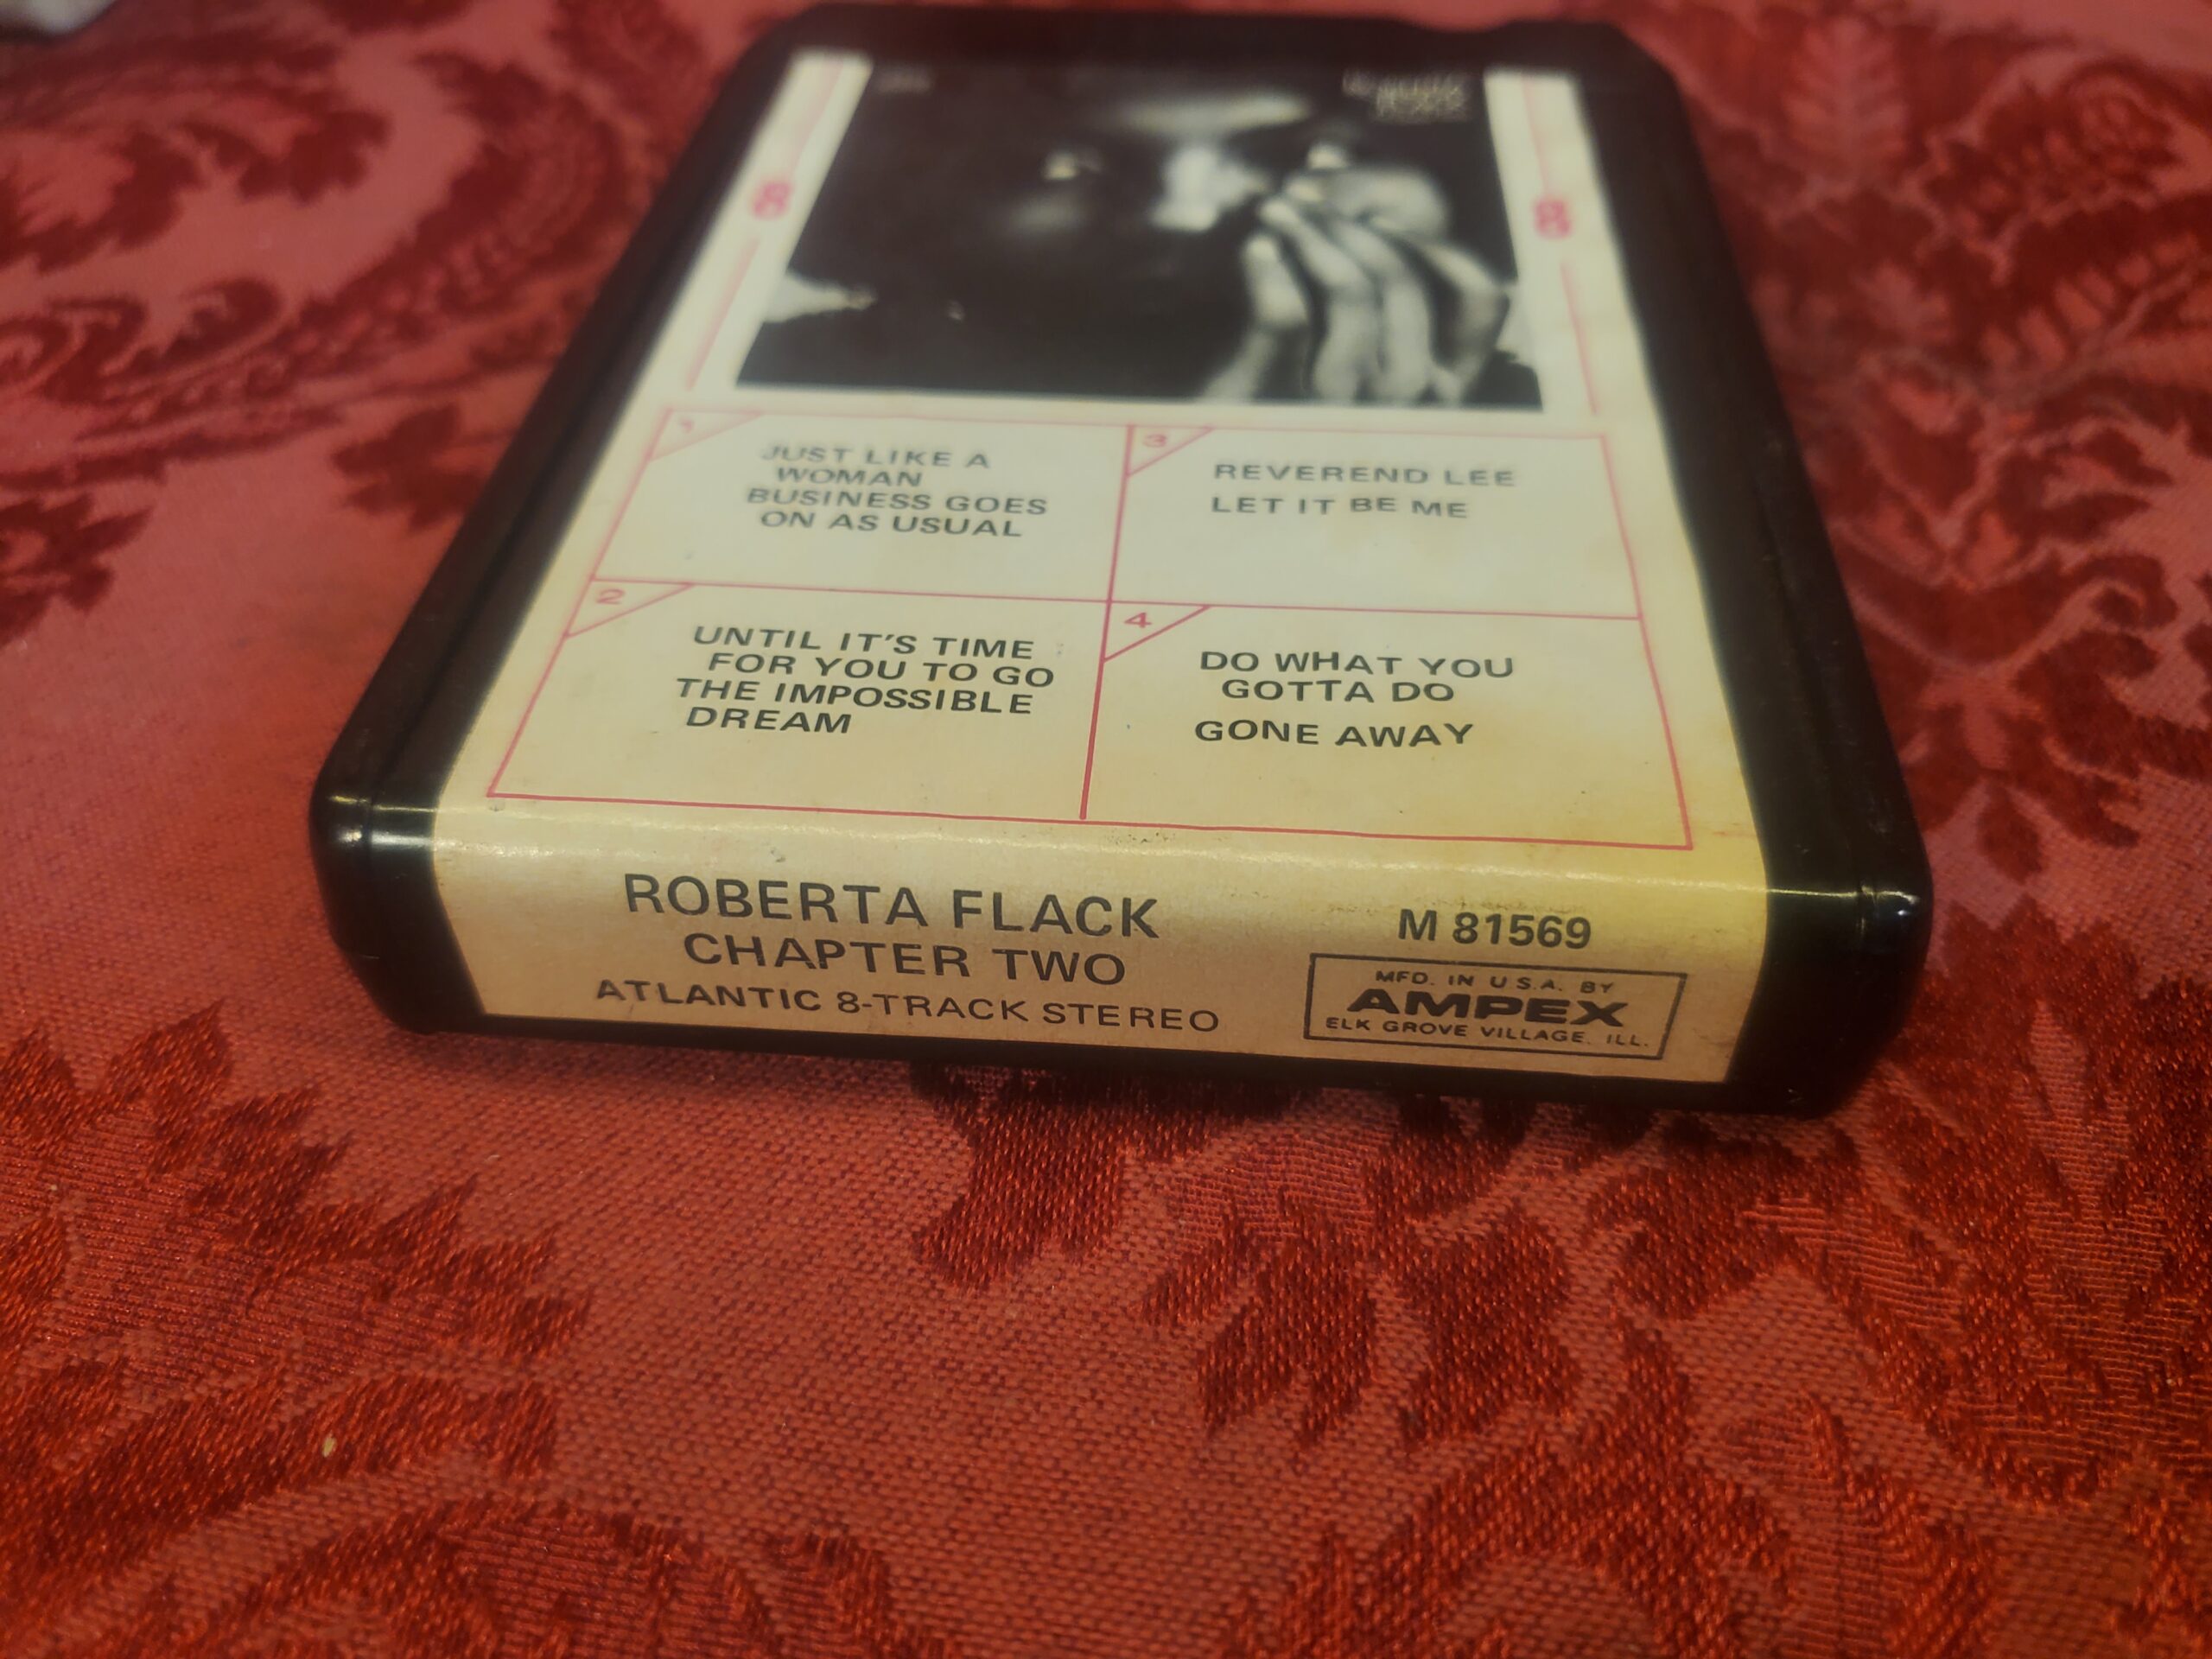 8
8
1
JUST LIKE A
WOMAN
BUSINESS GOES
ON AS USUAL
2
UNTIL IT'S TIME
FOR YOU TO GO
THE IMPOSSIBLE
DREAM
3
REVEREND LEE
LET IT BE ME
4
DO WHAT YOU
GOTTA DO
GONE AWAY
ROBERTA FLACK
CHAPTER TWO
ATLANTIC 8-TRACK STEREO
M 81569
MFD. IN U.S.A. BY
AMPEX
ELK GROVE VILLAGE, ILL.